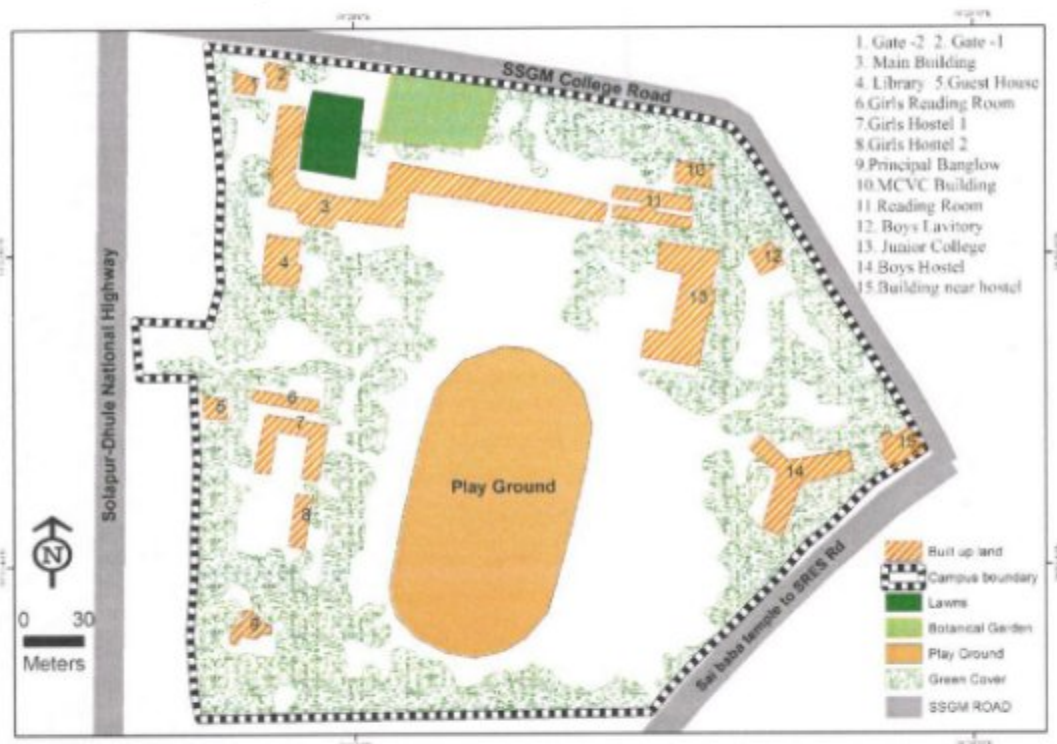 SSGM College Road
1. Gate -2 2. Gate -1
3. Main Building
4. Library 5.Guest House
6.Girls Reading Room
7.Girls Hostel 1
8.Girls Hostel 2
9.Principal Banglow
10.MCVC Building
11.Reading Room
12. Boys Lavitory
13. Junior College
14.Boys Hostel
15.Building near hostel
2
10
11
3
12
4
13
Solapur-Dhule National Highway
5
6
7
15
14
Play Ground
8
9
N
0 30
Meters
Sai baba temple to SRES Rd
Built up land
Campus boundary
Lawns
Botanical Garden
Play Ground
Green Cover
SSGM ROAD